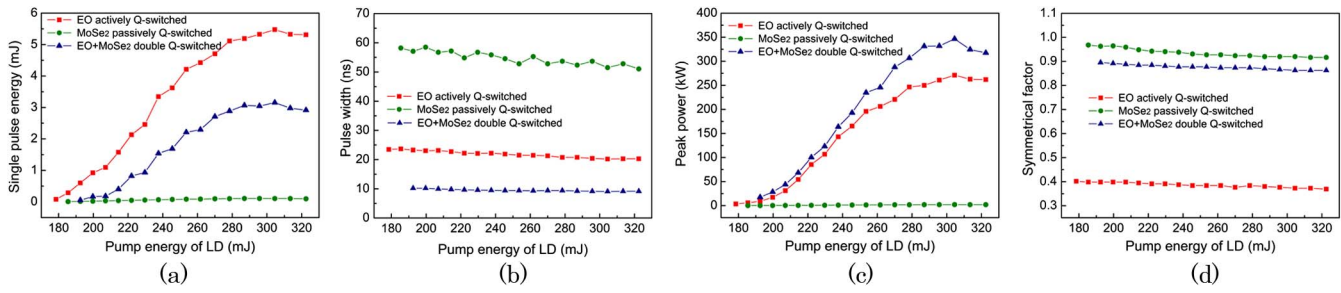 Single pulse energy (mJ)
6
5
4
3
2
1
0
EO actively Q-switched
MoSe2 passively Q-switched
EO+MoSe2 double Q-switched
180 200 220 240 260 280 300 320
Pump energy of LD (mJ)
(a)
Pulse width (ns)
70
60
50
40
30
20
10
0
EO actively Q-switched
MoSe2 passively Q-switched
EO+MoSe2 double Q-switched
180 200 220 240 260 280 300 320
Pump energy of LD (mJ)
(b)
Peak power (kW)
400
350
300
250
200
150
100
50
0
EO actively Q-switched
MoSe2 passively Q-switched
EO+MoSe2 double Q-switched
180 200 220 240 260 280 300 320
Pump energy of LD (mJ)
(c)
Symmetrical factor
1.1
1.0
0.9
0.8
0.7
0.6
0.5
0.4
0.3
EO actively Q-switched
MoSe2 passively Q-switched
EO+MoSe2 double Q-switched
180 200 220 240 260 280 300 320
Pump energy of LD (mJ)
(d)